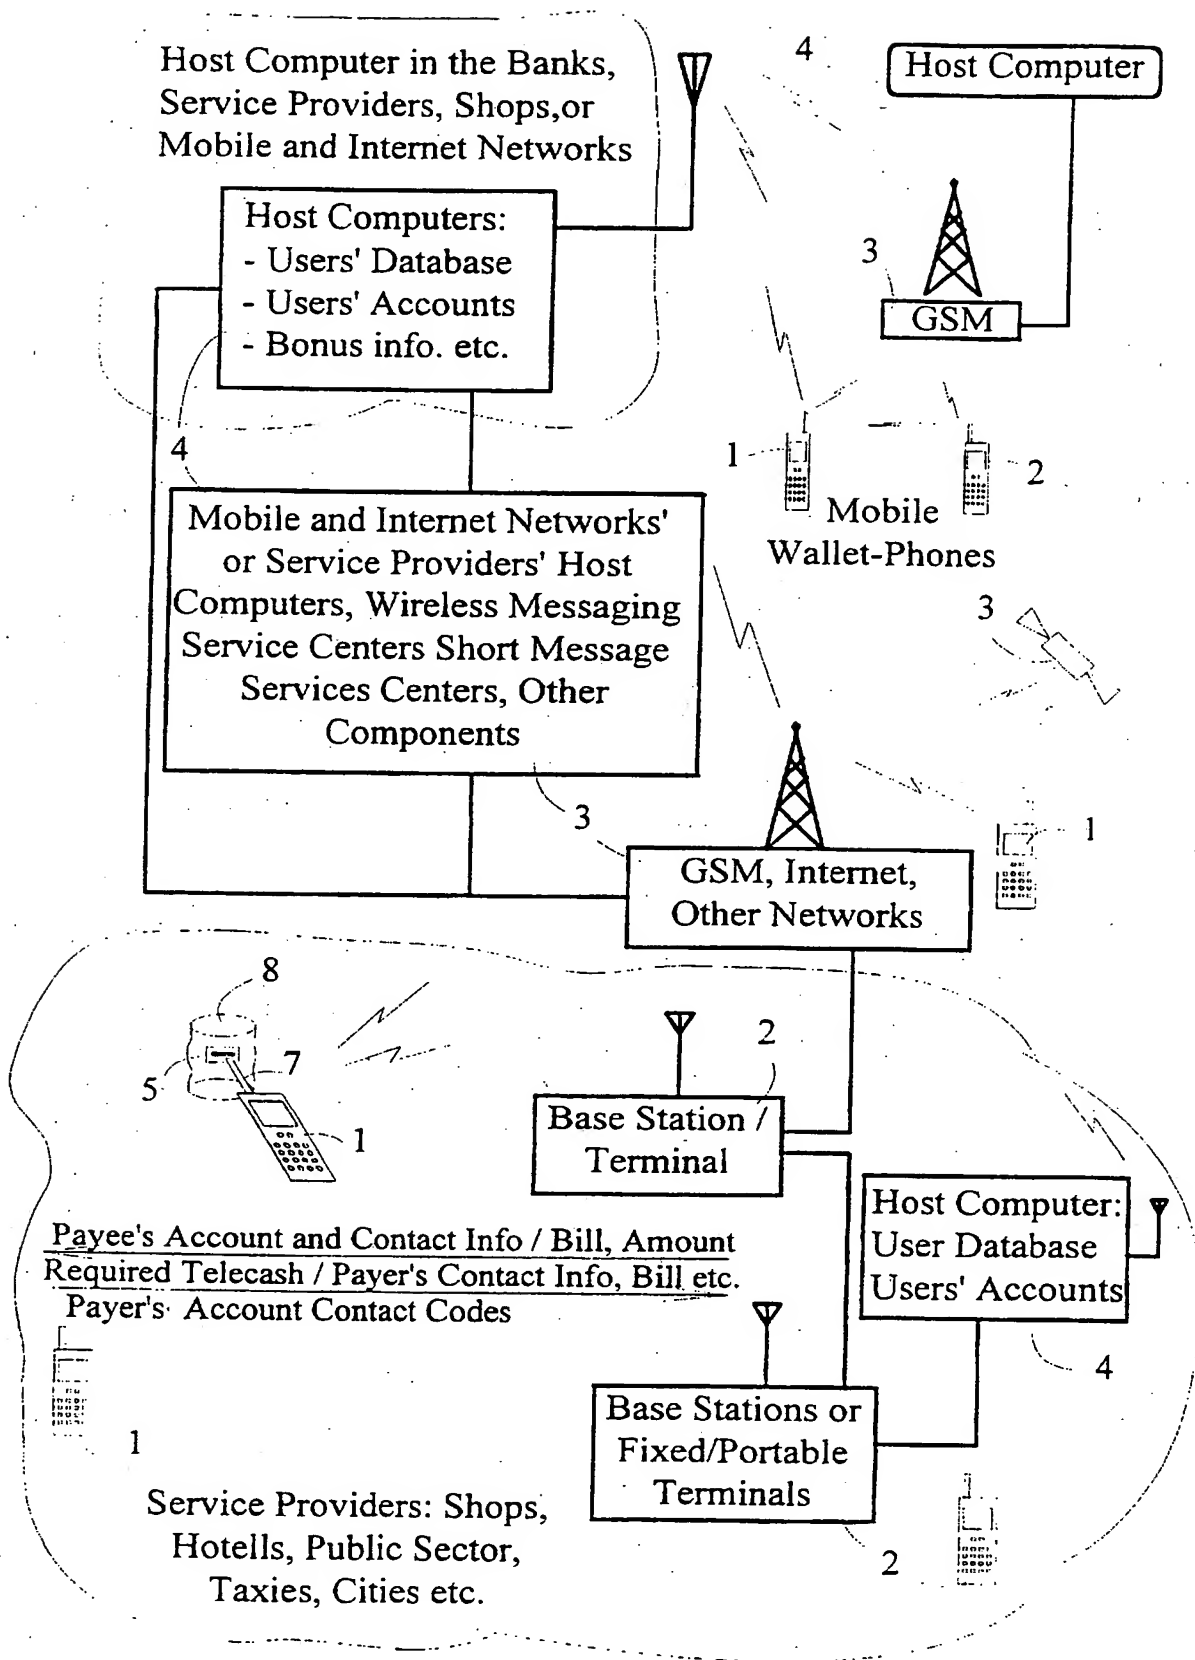 Host Computer in the Banks,
Service Providers, Shops,or
Mobile and Internet Networks
4
Host Computer
Host Computers:
- Users' Database
- Users' Accounts
- Bonus info. etc.
3
GSM
4
1
2
Mobile
Wallet-Phones
Mobile and Internet Networks'
or Service Providers' Host
Computers, Wireless Messaging
Service Centers Short Message
Services Centers, Other
Components
3
3
1
GSM, Internet,
Other Networks
8
5
7
1
2
Base Station /
Terminal
Host Computer:
User Database
Users' Accounts
4
Payee's Account and Contact Info / Bill, Amount
Required Telecash / Payer's Contact Info, Bill etc.
Payer's Account Contact Codes
1
Base Stations or
Fixed/Portable
Terminals
2
Service Providers: Shops,
Hotells, Public Sector,
Taxies, Cities etc.